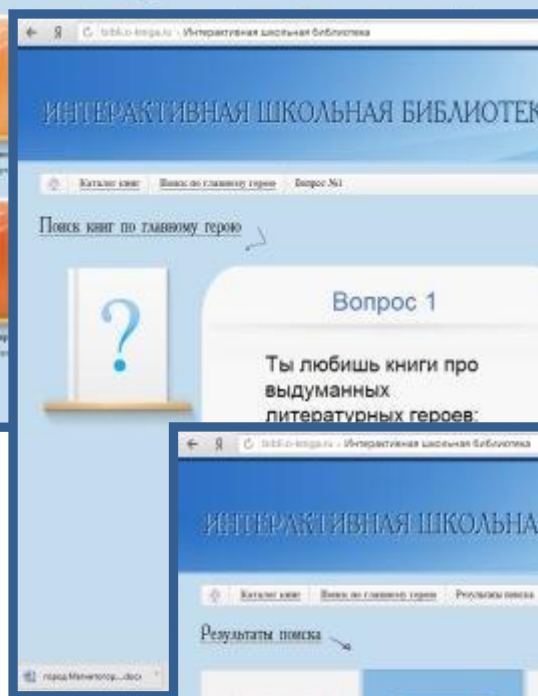 Интерактивная школьная библиотека
ИНТЕРАКТИВНАЯ ШКОЛЬНАЯ БИБЛИОТЕК
Каталог книг Поиск по главному герою Вопрос №1
Поиск книг по главному герою
?
Вопрос 1
Ты любишь книги про
выдуманных
литературных героев:
Интерактивная школьная библиотека
ИНТЕРАКТИВНАЯ ШКОЛЬНА
Каталог книг Поиск по главному герою Результаты поиска
Результаты поиска